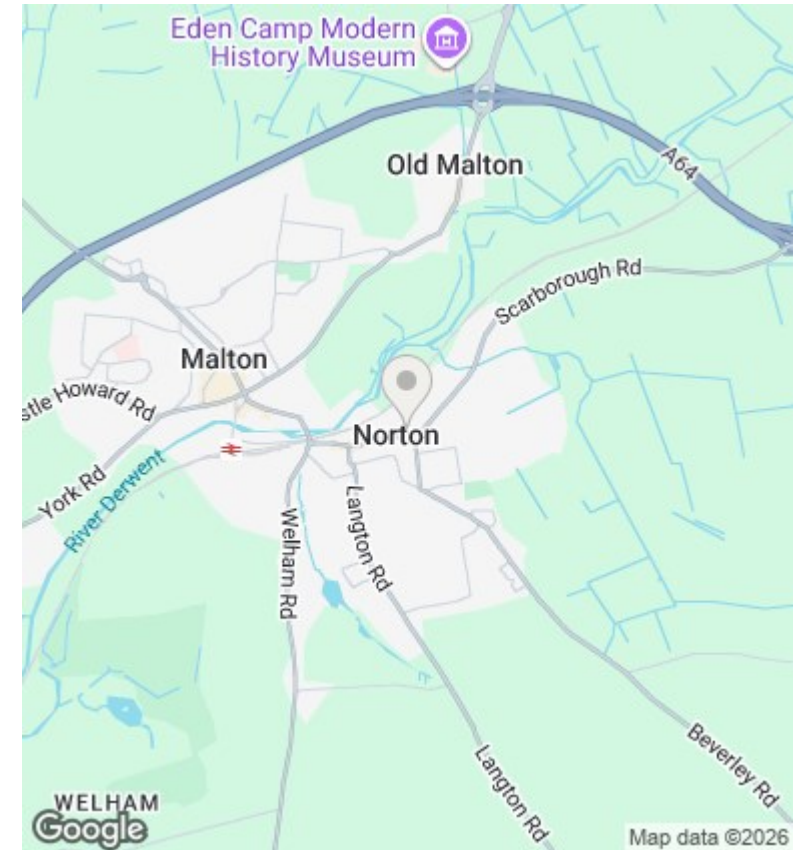 Eden Camp Modern
History Museum
Old Malton
A64
Scarborough Rd
Malton
stle Howard Rd
Norton
York Rd
River Derwent
Langton Rd
Welham Rd
Beverley Rd
Langton Rd
WELHAM
Google
Map data ©2026